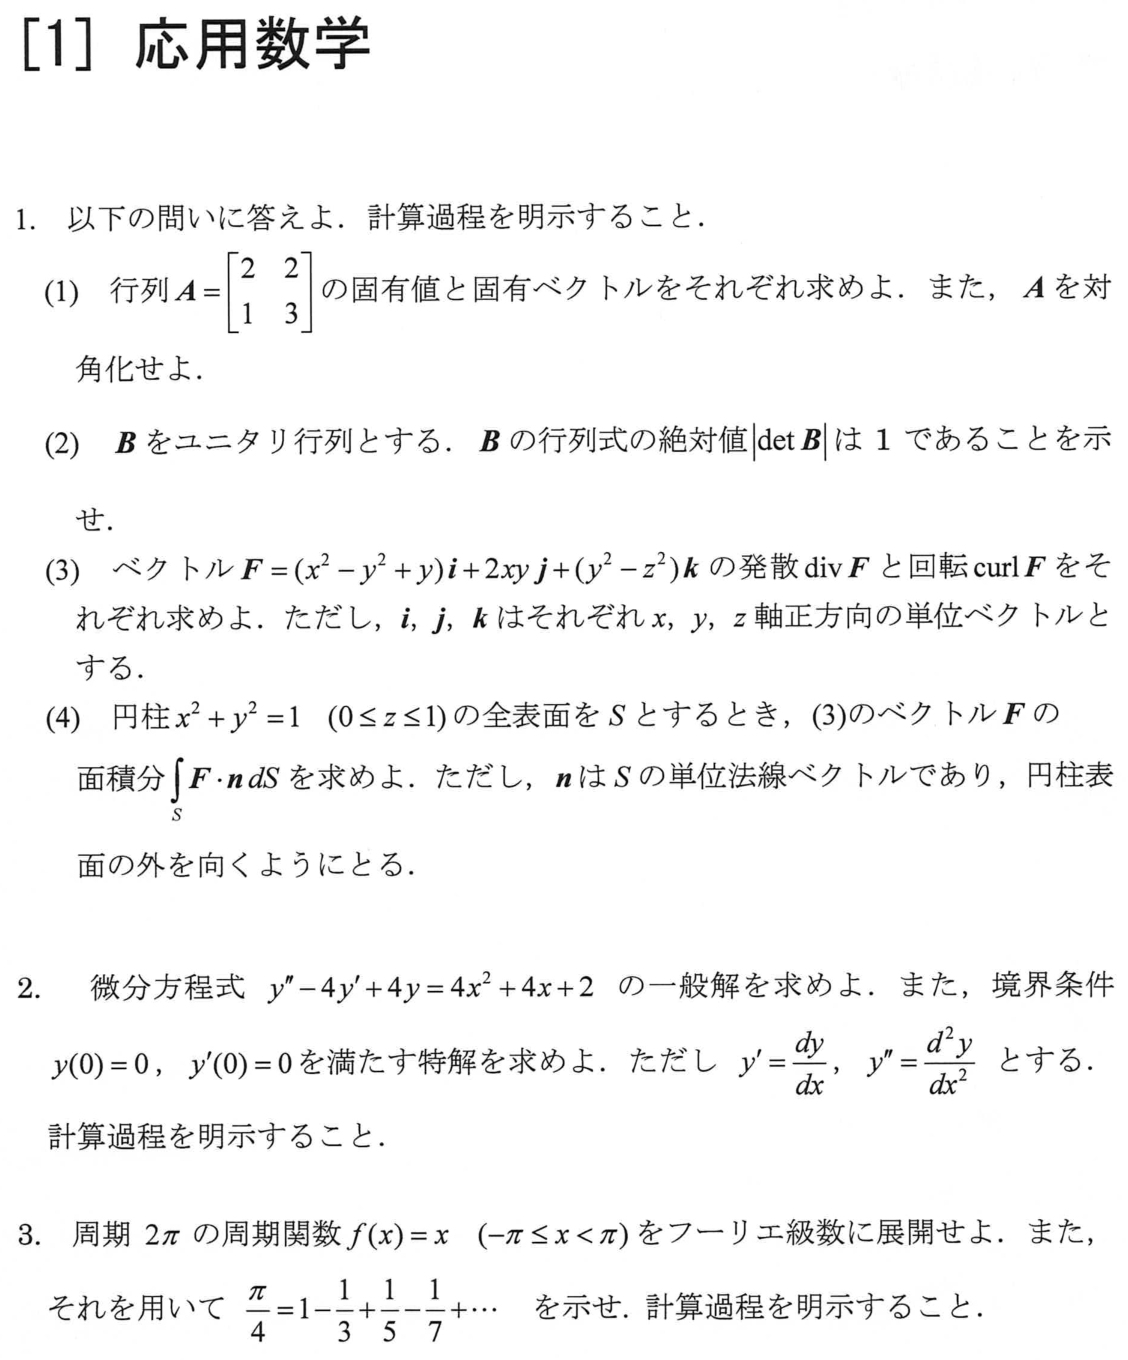 [1] 応用数学
1. 以下の問いに答えよ．計算過程を明示すること．
(1) 行列 A = [2 2; 1 3] の固有値と固有ベクトルをそれぞれ求めよ．また，A を対
角化せよ．
(2) B をユニタリ行列とする．B の行列式の絶対値|det B|は 1 であることを示
せ．
(3) ベクトル F = (x² − y² + y)i + 2xy j + (y² − z²)k の発散 div F と回転 curl F をそ
れぞれ求めよ．ただし，i，j，k はそれぞれ x，y，z 軸正方向の単位ベクトルと
する．
(4) 円柱 x² + y² = 1 (0 ≤ z ≤ 1) の全表面を S とするとき，(3)のベクトル F の
面積分 ∫_S F · n dS を求めよ．ただし，n は S の単位法線ベクトルであり，円柱表
面の外を向くようにとる．
2. 微分方程式 y″ − 4y′ + 4y = 4x² + 4x + 2 の一般解を求めよ．また，境界条件
y(0) = 0，y′(0) = 0 を満たす特解を求めよ．ただし y′ = dy/dx，y″ = d²y/dx² とする．
計算過程を明示すること．
3. 周期 2π の周期関数 f(x) = x (−π ≤ x < π) をフーリエ級数に展開せよ．また，
それを用いて π/4 = 1 − 1/3 + 1/5 − 1/7 + ⋯ を示せ．計算過程を明示すること．